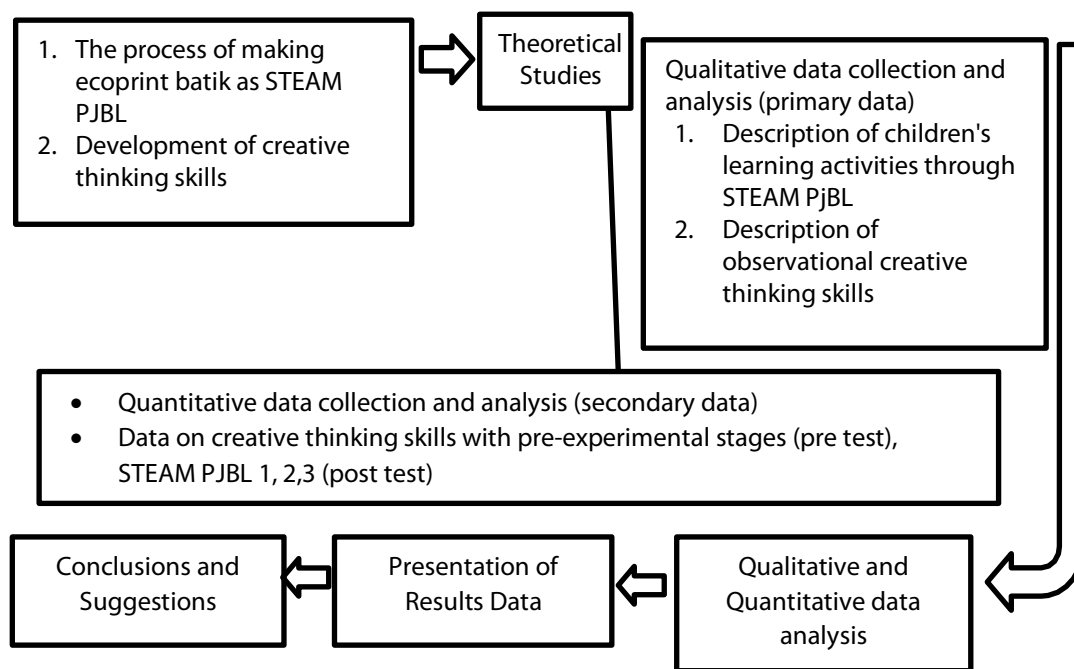 1. The process of making
ecoprint batik as STEAM
PJBL
2. Development of creative
thinking skills
Theoretical
Studies
Qualitative data collection and
analysis (primary data)
1. Description of children's
learning activities through
STEAM PjBL
2. Description of
observational creative
thinking skills
• Quantitative data collection and analysis (secondary data)
• Data on creative thinking skills with pre-experimental stages (pre test),
STEAM PJBL 1, 2,3 (post test)
Conclusions and
Suggestions
Presentation of
Results Data
Qualitative and
Quantitative data
analysis